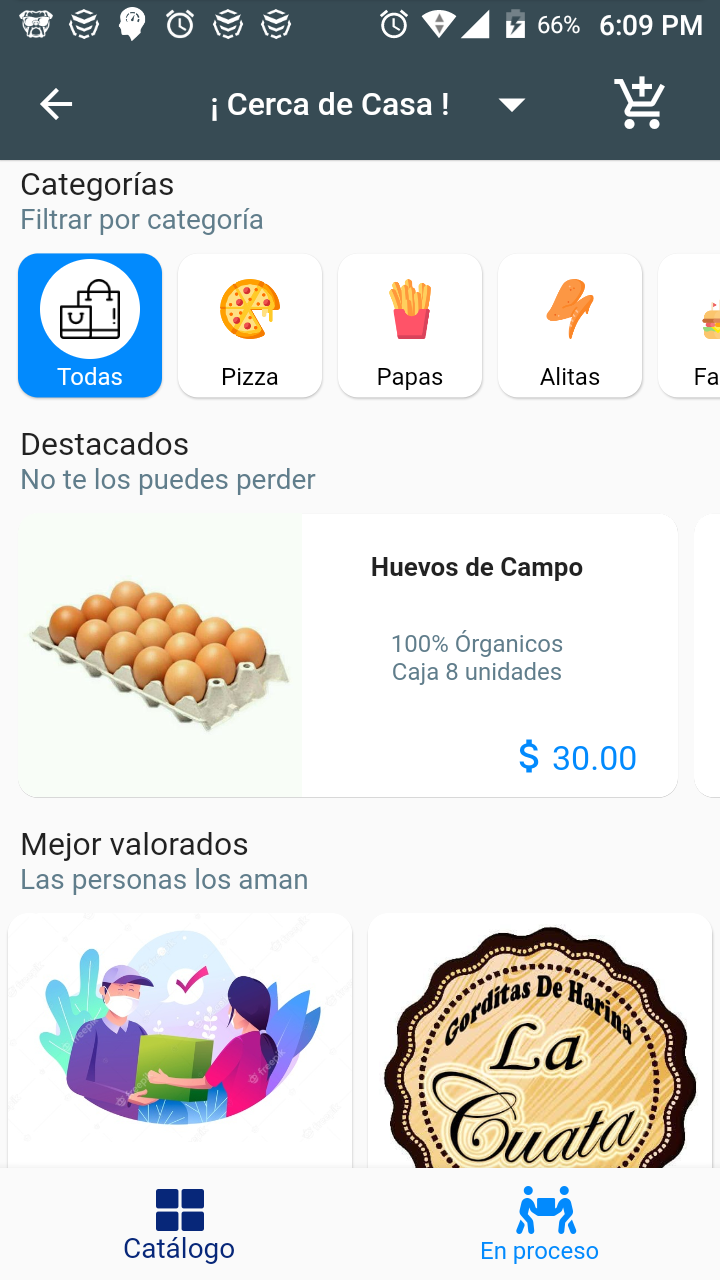 66% 6:09 PM
¡ Cerca de Casa !
Categorías
Filtrar por categoría
Todas
Pizza
Papas
Alitas
Fa
Destacados
No te los puedes perder
Huevos de Campo
100% Órganicos
Caja 8 unidades
$ 30.00
Mejor valorados
Las personas los aman
Gorditas De Harina
La
Cuata
Catálogo
En proceso